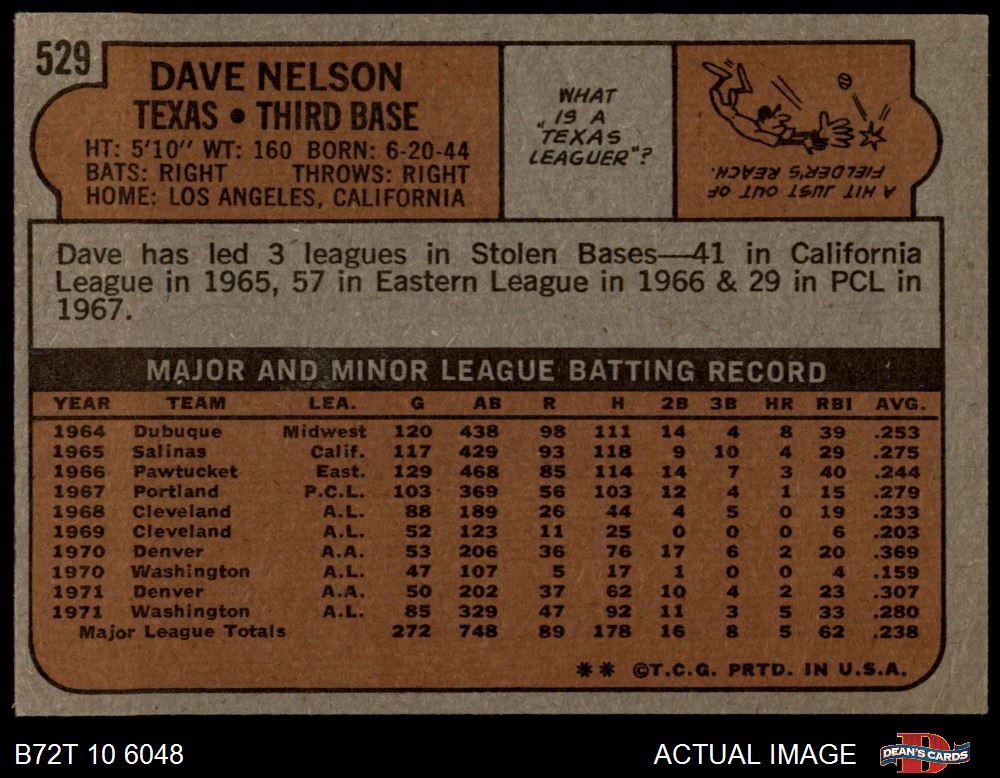 529
DAVE NELSON
TEXAS • THIRD BASE
HT: 5'10" WT: 160 BORN: 6-20-44
BATS: RIGHT THROWS: RIGHT
HOME: LOS ANGELES, CALIFORNIA
WHAT
IS A
"TEXAS
LEAGUER"?
A HIT JUST OUT OF
FIELDER'S REACH.
Dave has led 3 leagues in Stolen Bases—41 in California
League in 1965, 57 in Eastern League in 1966 & 29 in PCL in
1967.
MAJOR AND MINOR LEAGUE BATTING RECORD
YEAR TEAM LEA. G AB R H 2B 3B HR RBI AVG.
1964 Dubuque Midwest 120 438 98 111 14 4 8 39 .253
1965 Salinas Calif. 117 429 93 118 9 10 4 29 .275
1966 Pawtucket East. 129 468 85 114 14 7 3 40 .244
1967 Portland P.C.L. 103 369 56 103 12 4 1 15 .279
1968 Cleveland A.L. 88 189 26 44 4 5 0 19 .233
1969 Cleveland A.L. 52 123 11 25 0 0 0 6 .203
1970 Denver A.A. 53 206 36 76 17 6 2 20 .369
1970 Washington A.L. 47 107 5 17 1 0 0 4 .159
1971 Denver A.A. 50 202 37 62 10 4 2 23 .307
1971 Washington A.L. 85 329 47 92 11 3 5 33 .280
Major League Totals 272 748 89 178 16 8 5 62 .238
** ©T.C.G. PRTD. IN U.S.A.
B72T 10 6048
ACTUAL IMAGE
DEAN'S CARDS